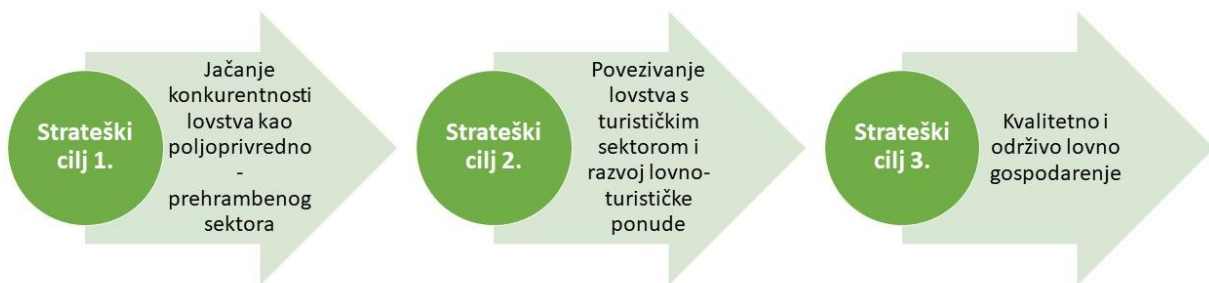 Strateški
cilj 1.
Jačanje
konkurentnosti
lovstva kao
poljoprivredno
-
prehrambenog
sektora
Strateški
cilj 2.
Povezivanje
lovstva s
turističkim
sektorom i
razvoj lovno-
turističke
ponude
Strateški
cilj 3.
Kvalitetno i
održivo lovno
gospodarenje